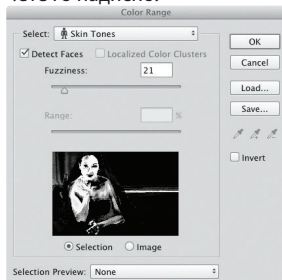 Color Range
Select: Skin Tones
OK
Detect Faces
Localized Color Clusters
Cancel
Fuzziness: 21
Load...
Save...
Range: %
Invert
Selection
Image
Selection Preview: None